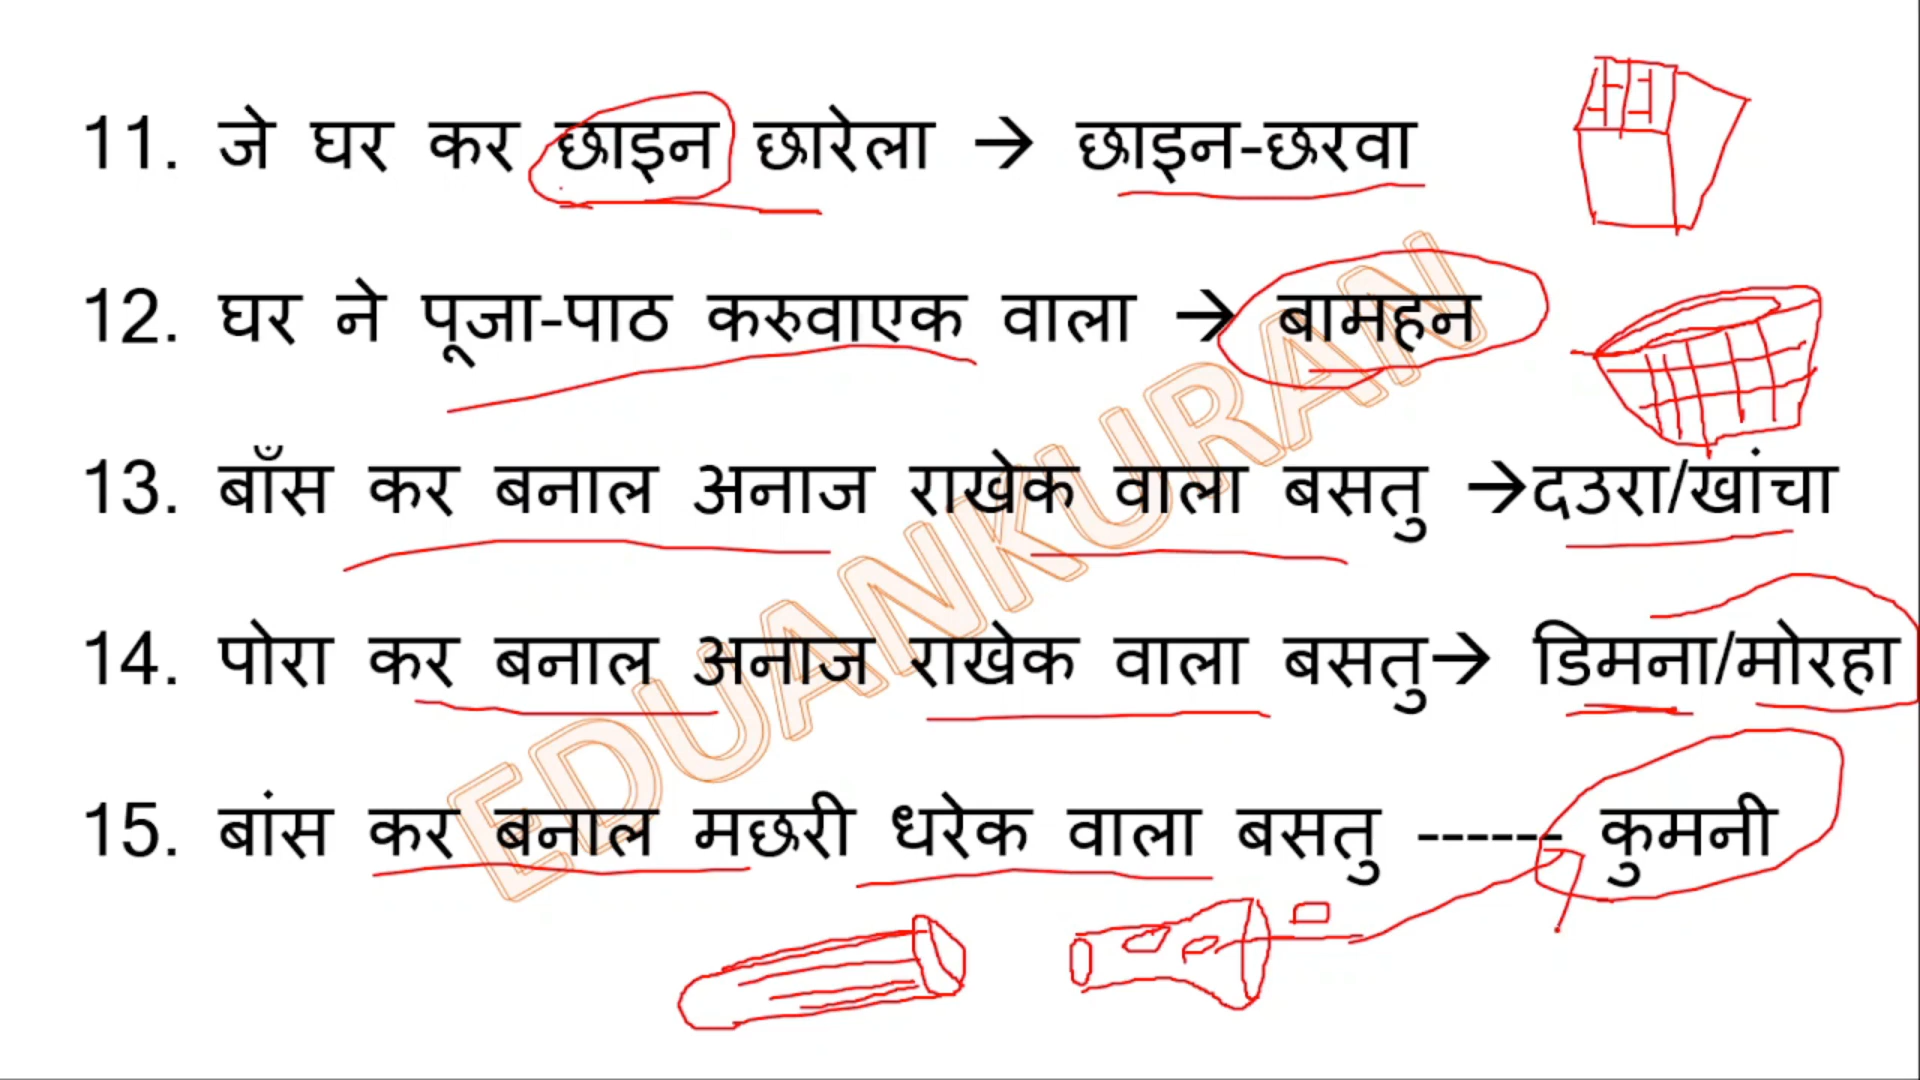 11. जे घर कर छाइन छारेला → छाइन-छरवा
12. घर ने पूजा-पाठ करुवाएक वाला → बामहन
13. बाँस कर बनाल अनाज राखेक वाला बसतु →दउरा/खांचा
14. पोरा कर बनाल अनाज राखेक वाला बसतु→ डिमना/मोरहा
15. बांस कर बनाल मछरी धरेक वाला बसतु ------ कुमनी
EDUANKURAN